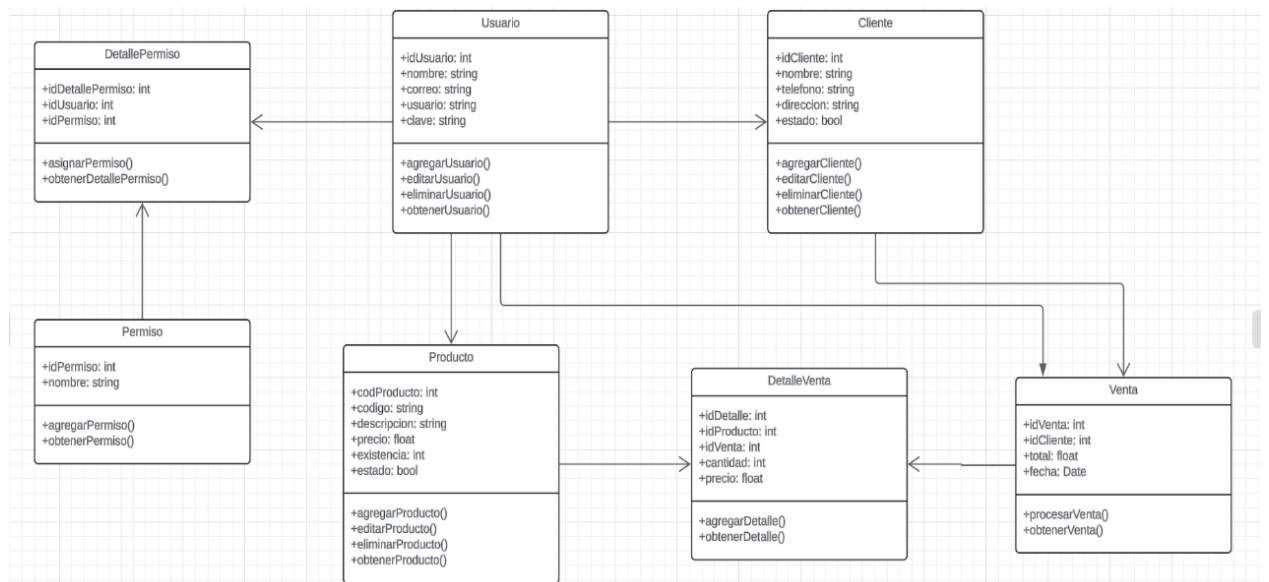 DetallePermiso
+idDetallePermiso: int
+idUsuario: int
+idPermiso: int
+asignarPermiso()
+obtenerDetallePermiso()
Usuario
+idUsuario: int
+nombre: string
+correo: string
+usuario: string
+clave: string
+agregarUsuario()
+editarUsuario()
+eliminarUsuario()
+obtenerUsuario()
Cliente
+idCliente: int
+nombre: string
+telefono: string
+direccion: string
+estado: bool
+agregarCliente()
+editarCliente()
+eliminarCliente()
+obtenerCliente()
Permiso
+idPermiso: int
+nombre: string
+agregarPermiso()
+obtenerPermiso()
Producto
+codProducto: int
+codigo: string
+descripcion: string
+precio: float
+existencia: int
+estado: bool
+agregarProducto()
+editarProducto()
+eliminarProducto()
+obtenerProducto()
DetalleVenta
+idDetalle: int
+idProducto: int
+idVenta: int
+cantidad: int
+precio: float
+agregarDetalle()
+obtenerDetalle()
Venta
+idVenta: int
+idCliente: int
+total: float
+fecha: Date
+procesarVenta()
+obtenerVenta()